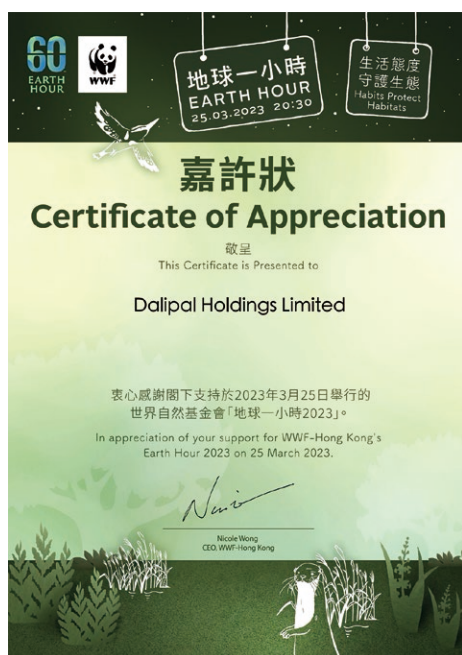 60
EARTH
HOUR
WWF
地球一小時
EARTH HOUR
25.03.2023 20:30
生活態度
守護生態
Habits Protect
Habitats
嘉許狀
Certificate of Appreciation
敬呈
This Certificate is Presented to
Dalipal Holdings Limited
衷心感謝閣下支持於2023年3月25日舉行的
世界自然基金會「地球一小時2023」。
In appreciation of your support for WWF-Hong Kong's
Earth Hour 2023 on 25 March 2023.
Nicole Wong
CEO, WWF-Hong Kong